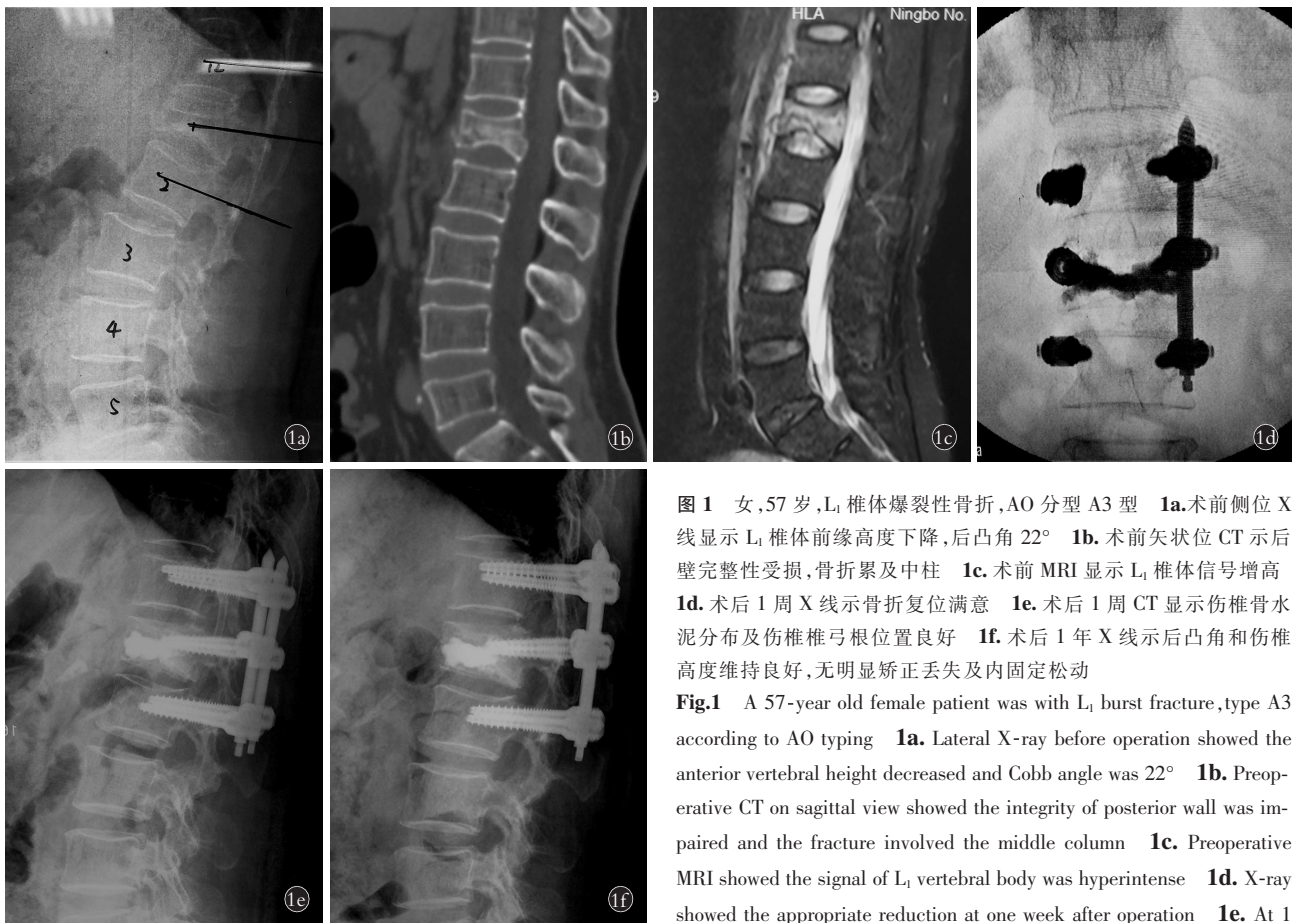 12
1
2
3
4
5
1a
1b
HLA
Ningbo No.
9
1c
1d
a
1e
1f
图 1 女,57 岁,L₁ 椎体爆裂性骨折,AO 分型 A3 型 1a.术前侧位 X
线显示 L₁ 椎体前缘高度下降,后凸角 22° 1b. 术前矢状位 CT 示后
壁完整性受损,骨折累及中柱 1c. 术前 MRI 显示 L₁ 椎体信号增高
1d. 术后 1 周 X 线示骨折复位满意 1e. 术后 1 周 CT 显示伤椎骨水
泥分布及伤椎椎弓根位置良好 1f. 术后 1 年 X 线示后凸角和伤椎
高度维持良好,无明显矫正丢失及内固定松动
Fig.1 A 57-year old female patient was with L₁ burst fracture,type A3
according to AO typing 1a. Lateral X-ray before operation showed the
anterior vertebral height decreased and Cobb angle was 22° 1b. Preop-
erative CT on sagittal view showed the integrity of posterior wall was im-
paired and the fracture involved the middle column 1c. Preoperative
MRI showed the signal of L₁ vertebral body was hyperintense 1d. X-ray
showed the appropriate reduction at one week after operation 1e. At 1